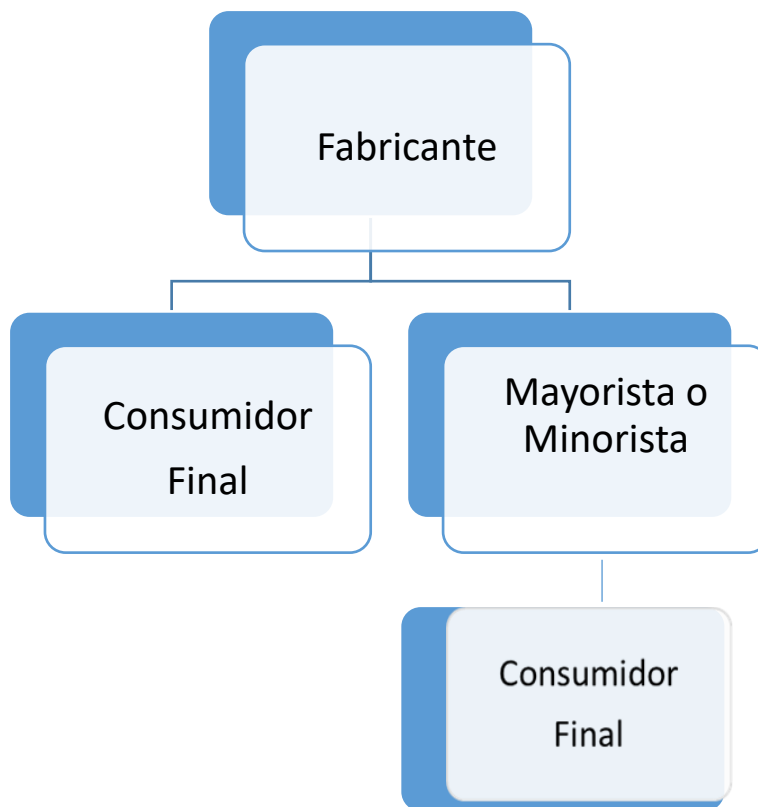 Fabricante
Consumidor
Final
Mayorista o
Minorista
Consumidor
Final